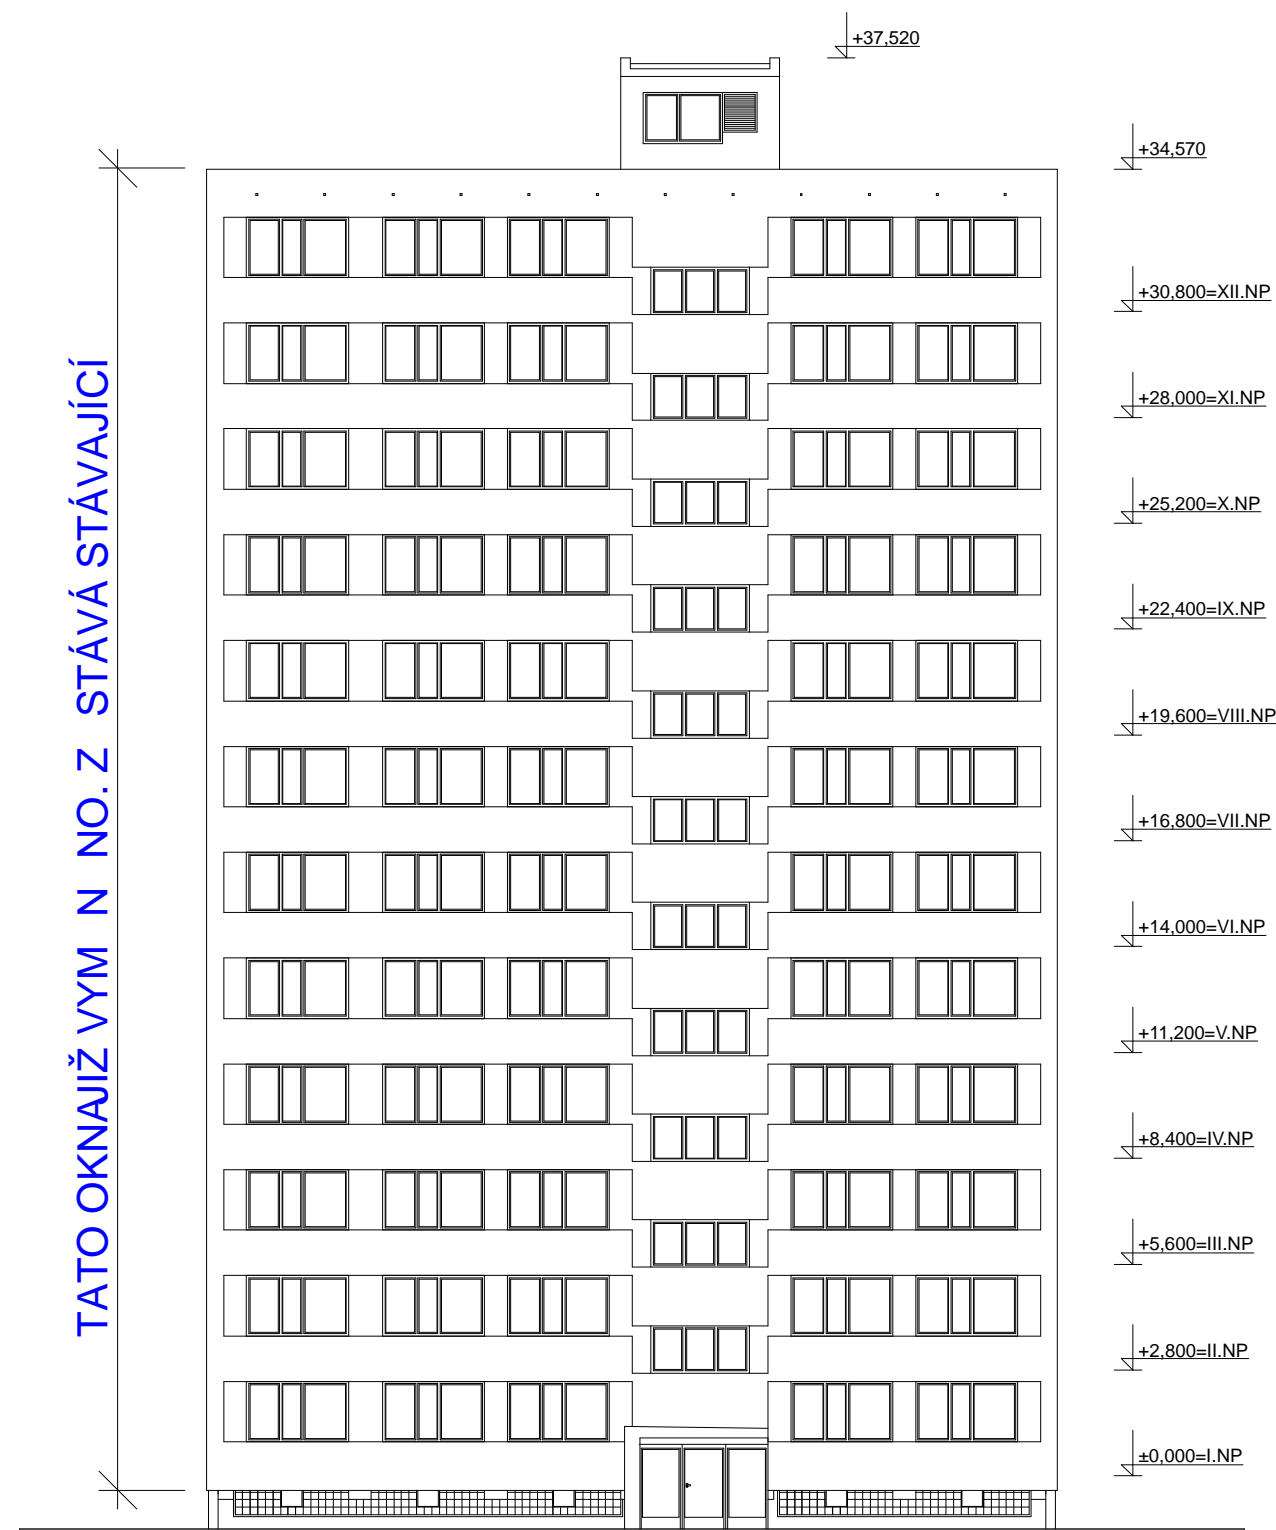 +37,520
+34,570
+30,800=XII.NP
+28,000=XI.NP
+25,200=X.NP
+22,400=IX.NP
+19,600=VIII.NP
+16,800=VII.NP
+14,000=VI.NP
+11,200=V.NP
+8,400=IV.NP
+5,600=III.NP
+2,800=II.NP
±0,000=I.NP
TATO OKNAJIŽ VYM N NO. Z STÁVÁ STÁVAJÍCÍ